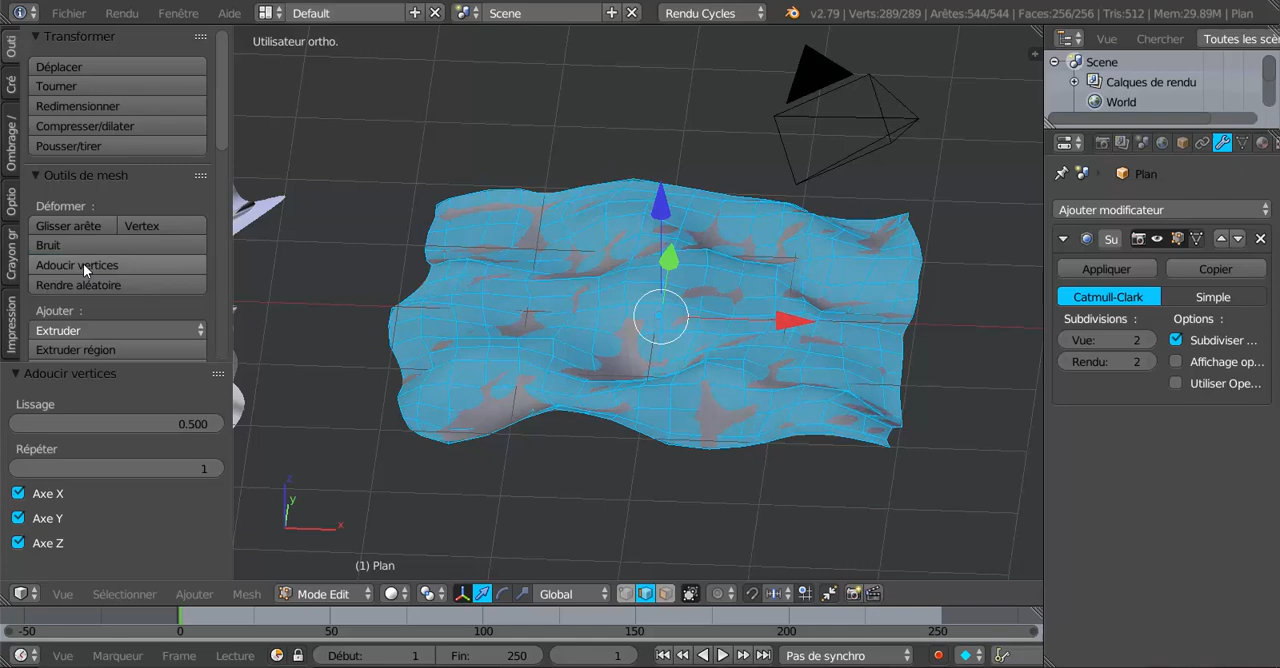 Fichier Rendu Fenêtre Aide Default Scene Rendu Cycles v2.79 | Verts:289/289 | Arêtes:544/544 | Faces:256/256 | Tris:512 | Mem:29.89M | Plan
Outi
Cré
Ombrage /
Optio
Crayon gr
Impression
Transformer
Déplacer
Tourner
Redimensionner
Compresser/dilater
Pousser/tirer
Outils de mesh
Déformer :
Glisser arête Vertex
Bruit
Adoucir vertices
Rendre aléatoire
Ajouter :
Extruder
Extruder région
Adoucir vertices
Lissage
0.500
Répéter
1
Axe X
Axe Y
Axe Z
Utilisateur ortho.
z
y
x
(1) Plan
Vue Sélectionner Ajouter Mesh Mode Edit Global
Vue Chercher Toutes les scè
Scene
Calques de rendu
World
Plan
Ajouter modificateur
Su
Appliquer Copier
Catmull-Clark Simple
Subdivisions : Options :
Vue: 2 Subdiviser ...
Rendu: 2 Affichage op...
Utiliser Ope...
-50 0 50 100 150 200 250
Vue Marqueur Frame Lecture Début: 1 Fin: 250 1 Pas de synchro